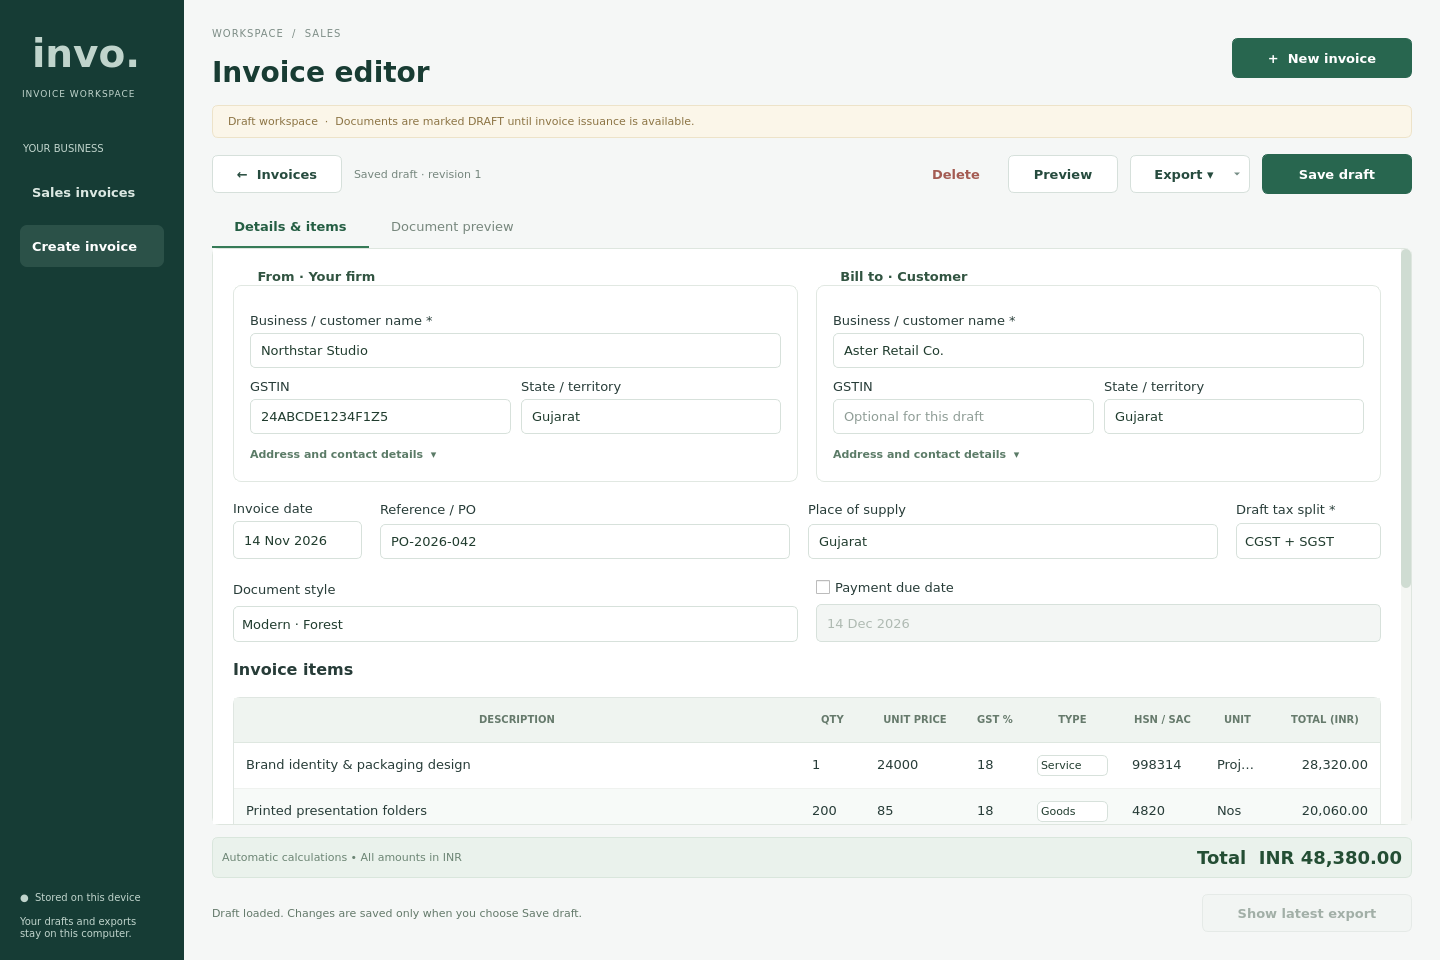 invo.
INVOICE WORKSPACE
YOUR BUSINESS
Sales invoices
Create invoice
● Stored on this device
Your drafts and exports
stay on this computer.
WORKSPACE / SALES
Invoice editor
+ New invoice
Draft workspace · Documents are marked DRAFT until invoice issuance is available.
← Invoices
Saved draft · revision 1
Delete
Preview
Export ▾
Save draft
Details & items
Document preview
From · Your firm
Business / customer name *
Northstar Studio
GSTIN
State / territory
24ABCDE1234F1Z5
Gujarat
Address and contact details ▾
Bill to · Customer
Business / customer name *
Aster Retail Co.
GSTIN
State / territory
Optional for this draft
Gujarat
Address and contact details ▾
Invoice date
Reference / PO
Place of supply
Draft tax split *
14 Nov 2026
PO-2026-042
Gujarat
CGST + SGST
Document style
Payment due date
Modern · Forest
14 Dec 2026
Invoice items
DESCRIPTION QTY UNIT PRICE GST % TYPE HSN / SAC UNIT TOTAL (INR)
Brand identity & packaging design 1 24000 18 Service 998314 Proj... 28,320.00
Printed presentation folders 200 85 18 Goods 4820 Nos 20,060.00
Automatic calculations • All amounts in INR
Total INR 48,380.00
Draft loaded. Changes are saved only when you choose Save draft.
Show latest export